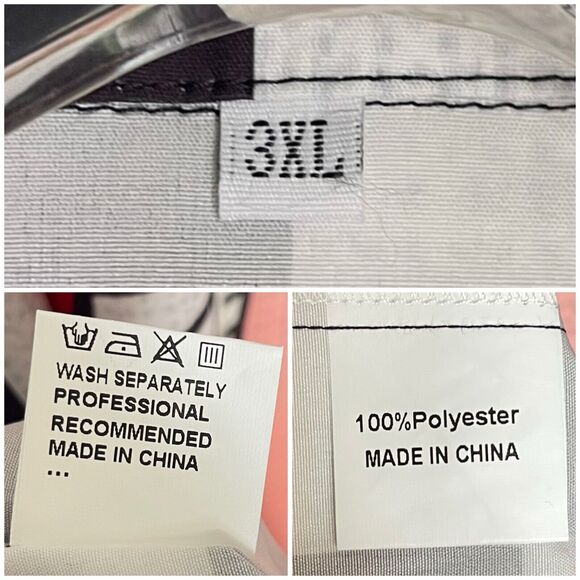 3XL
WASH SEPARATELY
PROFESSIONAL
RECOMMENDED
MADE IN CHINA
...
100%Polyester
MADE IN CHINA